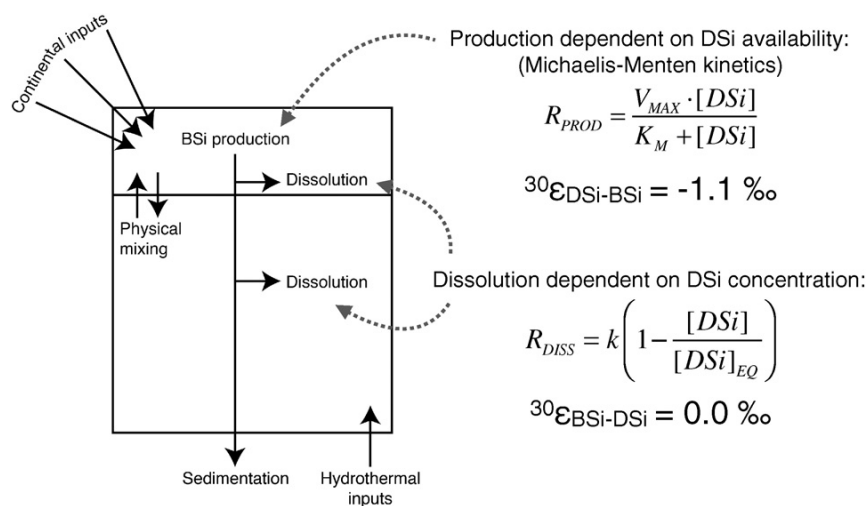 Continental inputs
BSi production
Dissolution
Physical
mixing
Dissolution
Sedimentation
Hydrothermal
inputs
Production dependent on DSi availability:
(Michaelis-Menten kinetics)
R_PROD = V_MAX · [DSi] / K_M + [DSi]
³⁰εDSi-BSi = -1.1 ‰
Dissolution dependent on DSi concentration:
R_DISS = k ( 1 − [DSi] / [DSi]_EQ )
³⁰εBSi-DSi = 0.0 ‰